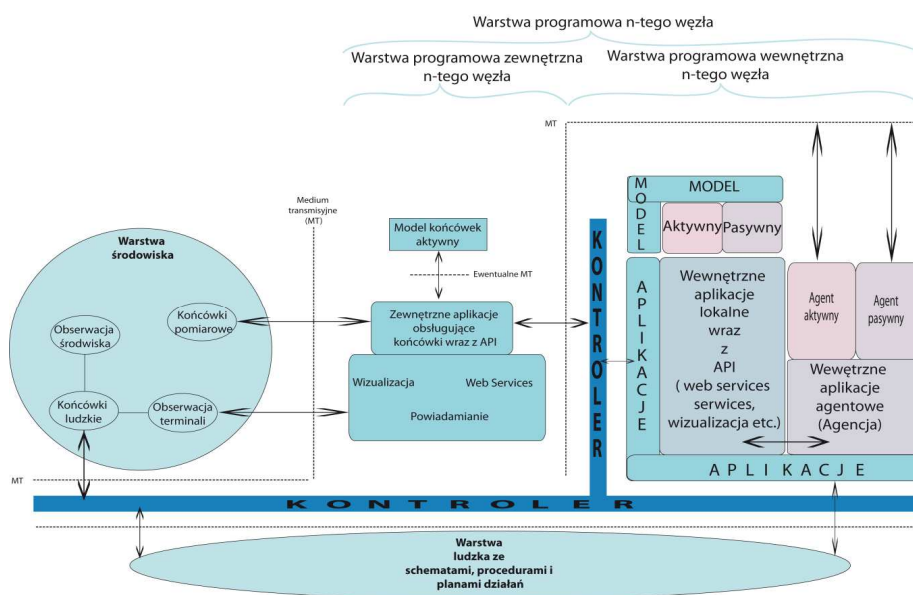 Warstwa programowa n-tego węzła
Warstwa programowa zewnętrzna
n-tego węzła
Warstwa programowa wewnętrzna
n-tego węzła
MT
Medium
transmisyjne
(MT)
Warstwa
środowiska
Końcówki
pomiarowe
Obserwacja
środwiska
Końcówki
ludzkie
Obserwacja
terminali
MT
Model końcówek
aktywny
Ewentualne MT
Zewnętrzne aplikacje
obsługujące
końcówki wraz z API
Wizualizacja
Web Services
Powiadamianie
KONTROLER
MODEL
MODEL
Aktywny
Pasywny
APLIKACJE
Wewnętrzne
aplikacje
lokalne
wraz
z
API
( web services
serwices,
wizualizacja etc.)
Agent
aktywny
Agent
pasywny
Wewętrzne
aplikacje
agentowe
(Agencja)
APLIKACJE
KONTROLER
Warstwa
ludzka ze
schematami, procedurami i
planami działań